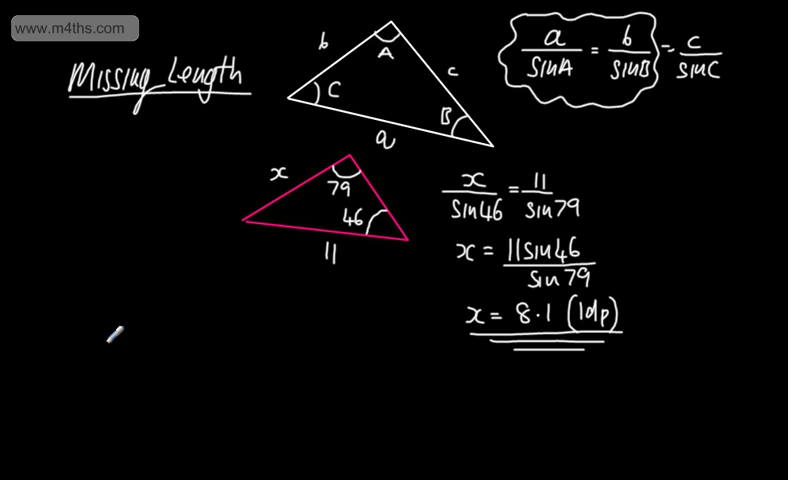 www.m4ths.com
Missing Length
b
A
c
C
B
a
a/sinA = b/sinB = c/sinC
x
79
46
11
x/sin46 = 11/sin79
x = 11sin46/sin79
x = 8.1 (1dp)